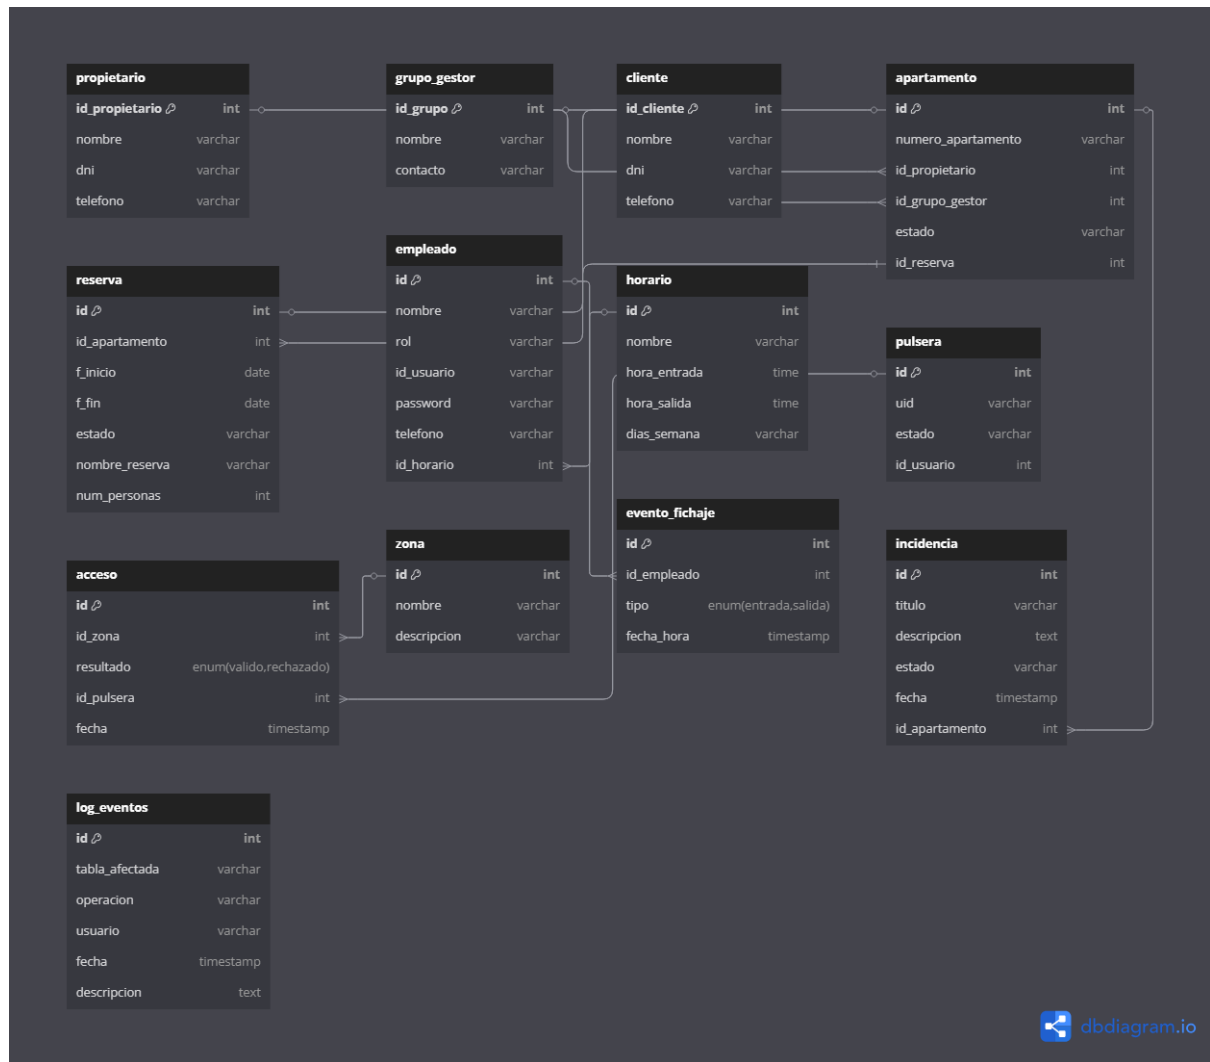 propietario
id_propietario int
nombre varchar
dni varchar
telefono varchar
grupo_gestor
id_grupo int
nombre varchar
contacto varchar
cliente
id_cliente int
nombre varchar
dni varchar
telefono varchar
apartamento
id int
numero_apartamento varchar
id_propietario int
id_grupo_gestor int
estado varchar
id_reserva int
reserva
id int
id_apartamento int
f_inicio date
f_fin date
estado varchar
nombre_reserva varchar
num_personas int
empleado
id int
nombre varchar
rol varchar
id_usuario varchar
password varchar
telefono varchar
id_horario int
horario
id int
nombre varchar
hora_entrada time
hora_salida time
dias_semana varchar
pulsera
id int
uid varchar
estado varchar
id_usuario int
acceso
id int
id_zona int
resultado enum(valido,rechazado)
id_pulsera int
fecha timestamp
zona
id int
nombre varchar
descripcion varchar
evento_fichaje
id int
id_empleado int
tipo enum(entrada,salida)
fecha_hora timestamp
incidencia
id int
titulo varchar
descripcion text
estado varchar
fecha timestamp
id_apartamento int
log_eventos
id int
tabla_afectada varchar
operacion varchar
usuario varchar
fecha timestamp
descripcion text
dbdiagram.io